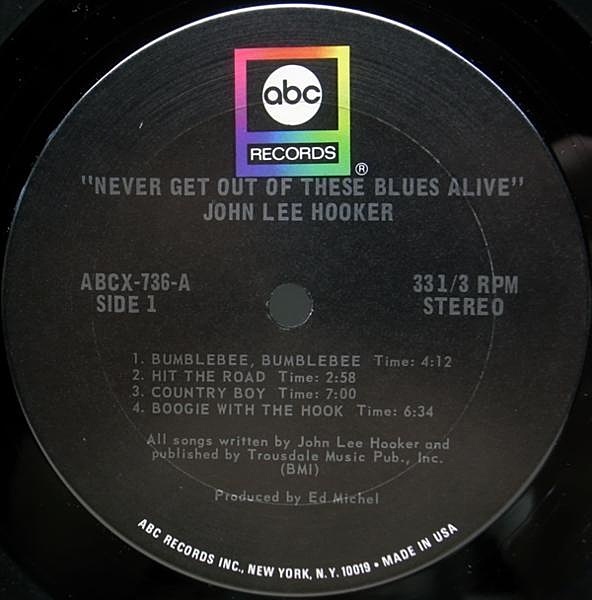 abc
RECORDS
®
"NEVER GET OUT OF THESE BLUES ALIVE"
JOHN LEE HOOKER
ABCX-736-A
SIDE 1
33 1/3 RPM
STEREO
1. BUMBLEBEE, BUMBLEBEE Time: 4:12
2. HIT THE ROAD Time: 2:58
3. COUNTRY BOY Time: 7:00
4. BOOGIE WITH THE HOOK Time: 6:34
All songs written by John Lee Hooker and
published by Trousdale Music Pub., Inc.
(BMI)
Produced by Ed Michel
ABC RECORDS INC., NEW YORK, N.Y. 10019 • MADE IN USA